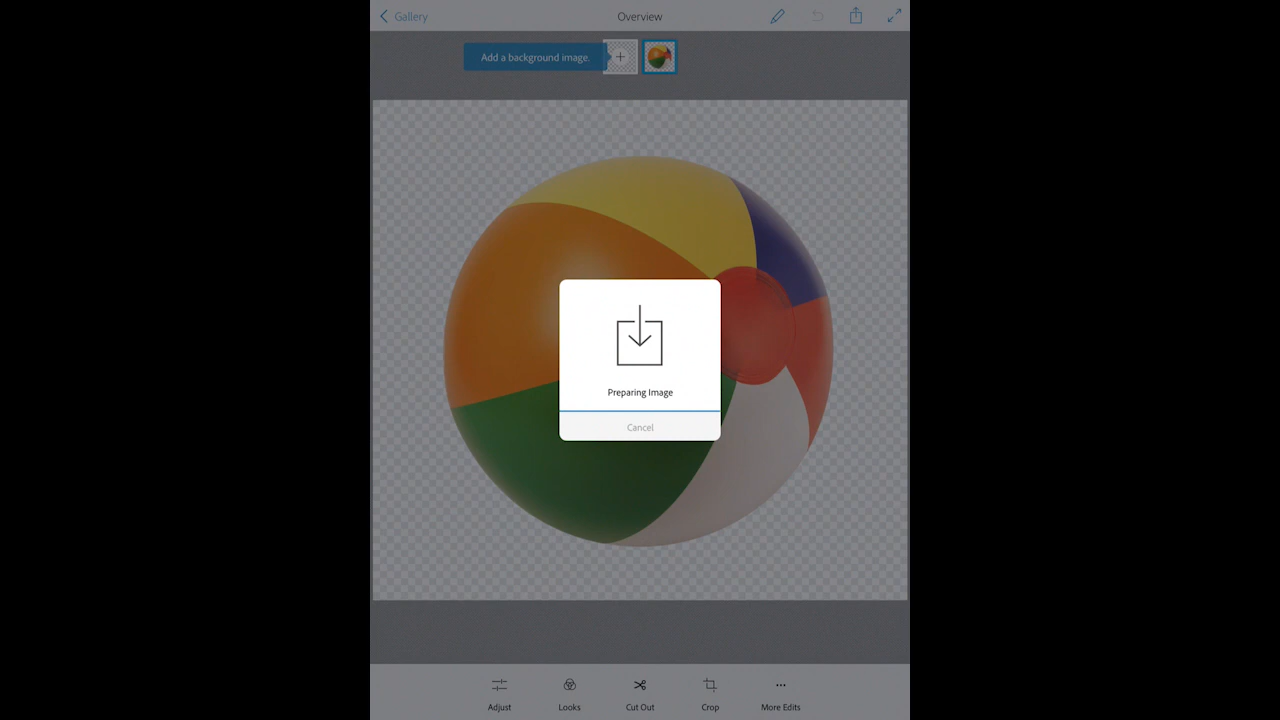 Gallery
Overview
Add a background image.
Preparing Image
Cancel
Adjust
Looks
Cut Out
Crop
More Edits